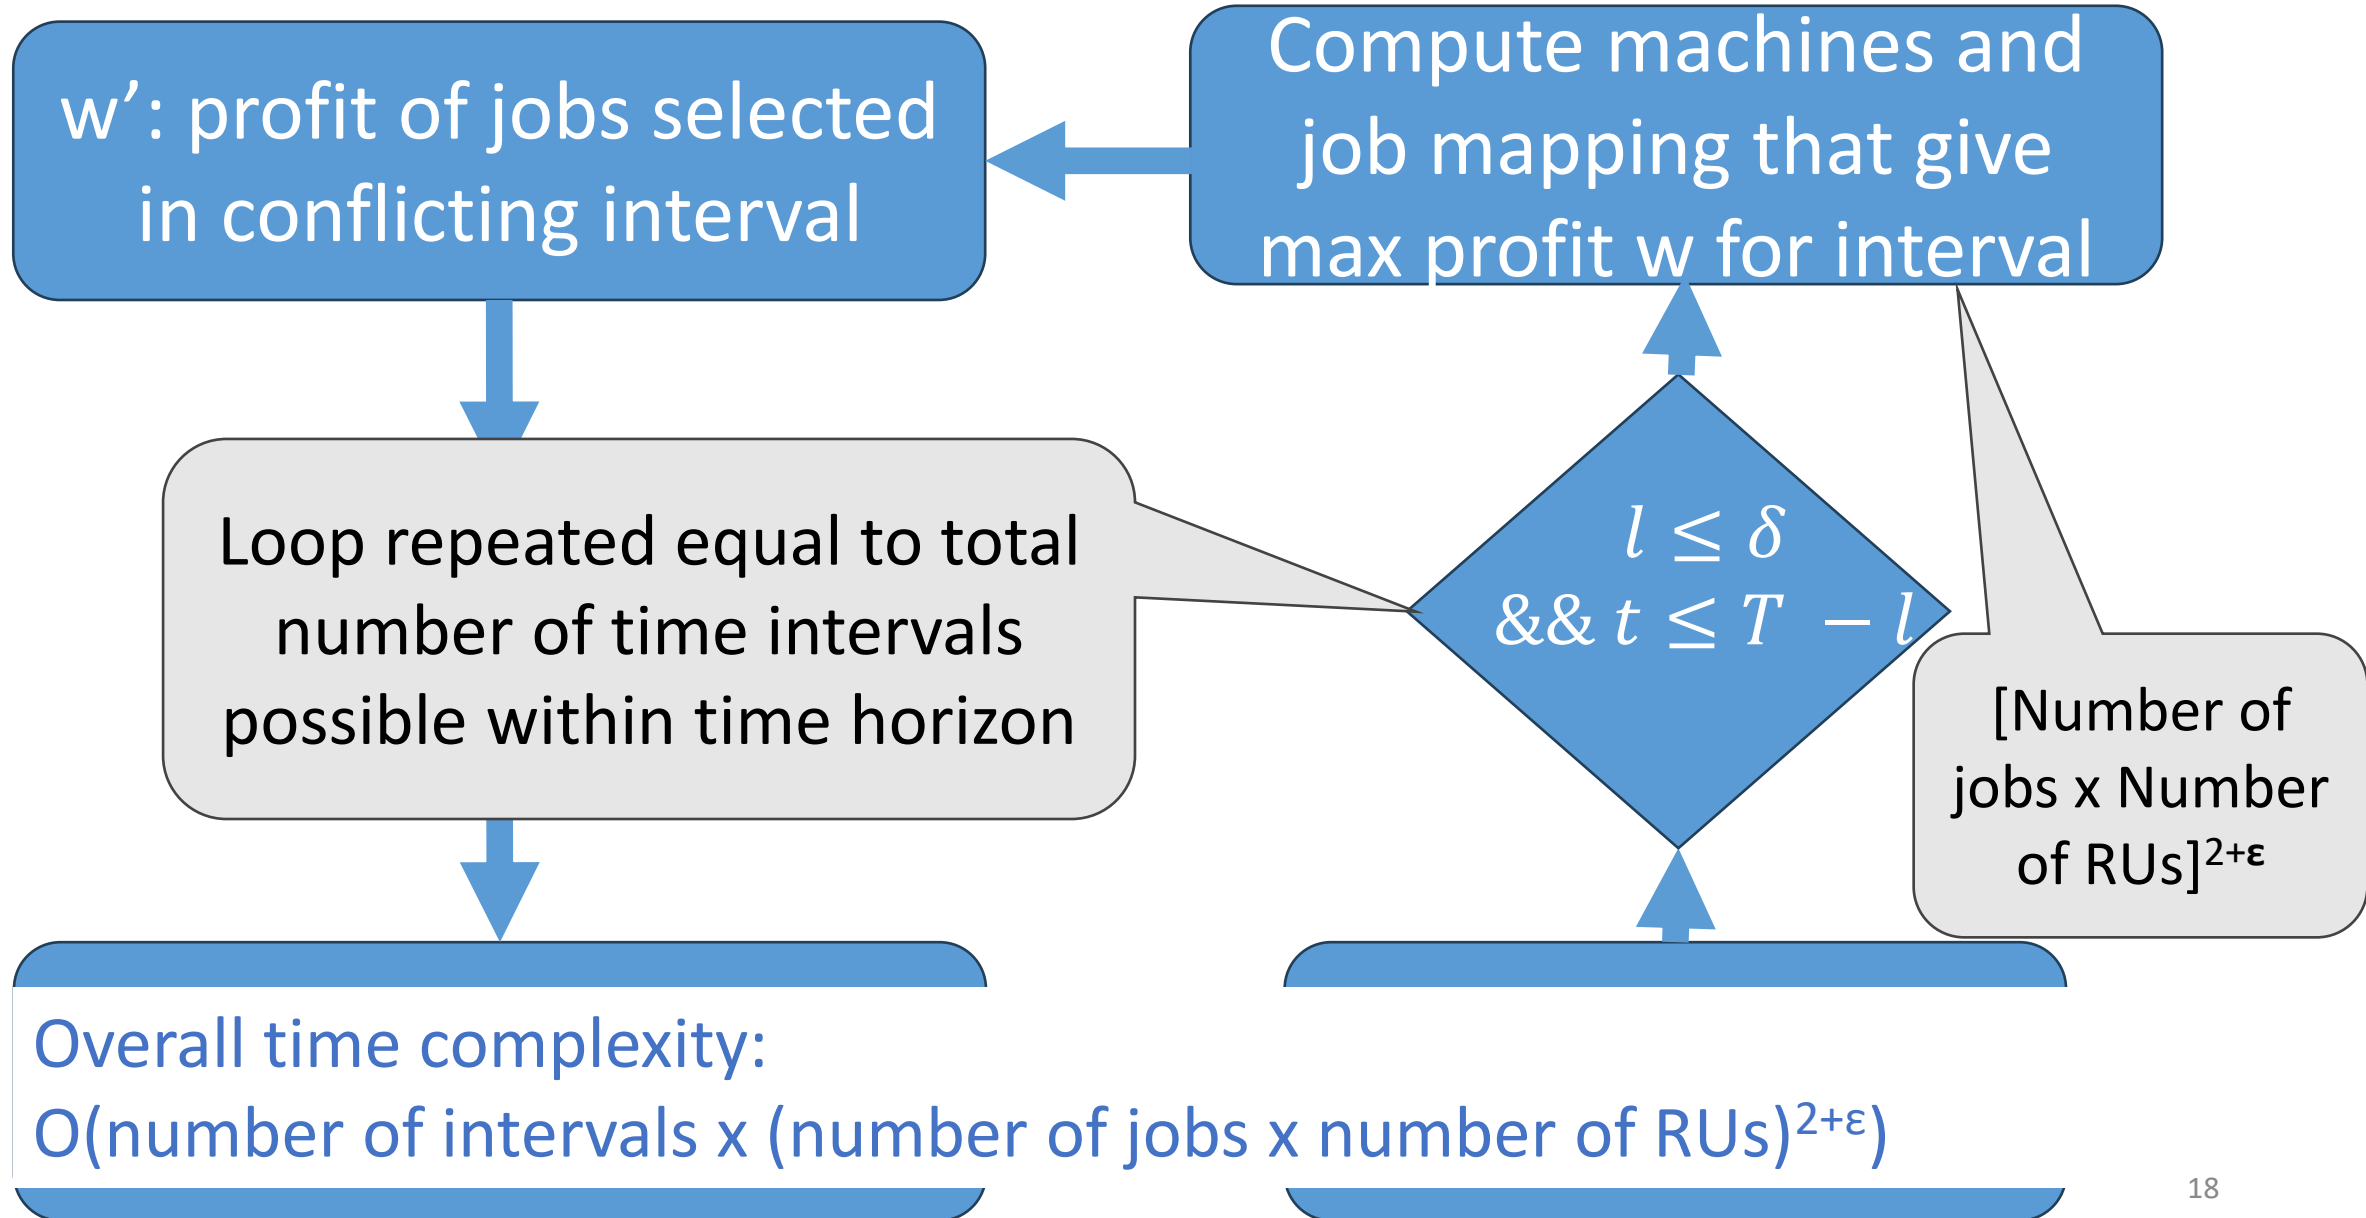 w’: profit of jobs selected
in conflicting interval
Compute machines and
job mapping that give
max profit w for interval
Loop repeated equal to total
number of time intervals
possible within time horizon
l ≤ δ
&& t ≤ T − l
[Number of
jobs x Number
of RUs]²⁺ᵋ
Overall time complexity:
O(number of intervals x (number of jobs x number of RUs)²⁺ᵋ)
18